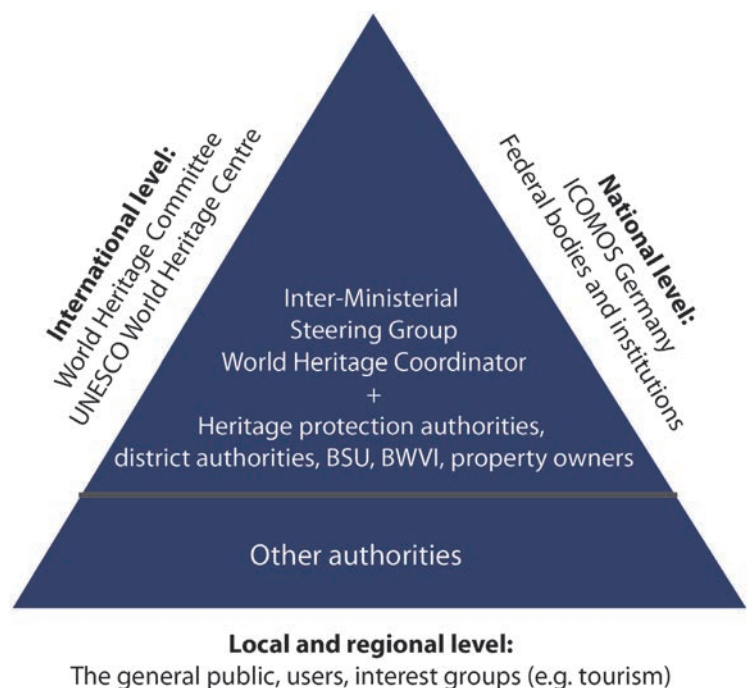 International level:
World Heritage Committee
UNESCO World Heritage Centre
National level:
ICOMOS Germany
Federal bodies and institutions
Inter-Ministerial
Steering Group
World Heritage Coordinator
+
Heritage protection authorities,
district authorities, BSU, BWVI, property owners
Other authorities
Local and regional level:
The general public, users, interest groups (e.g. tourism)